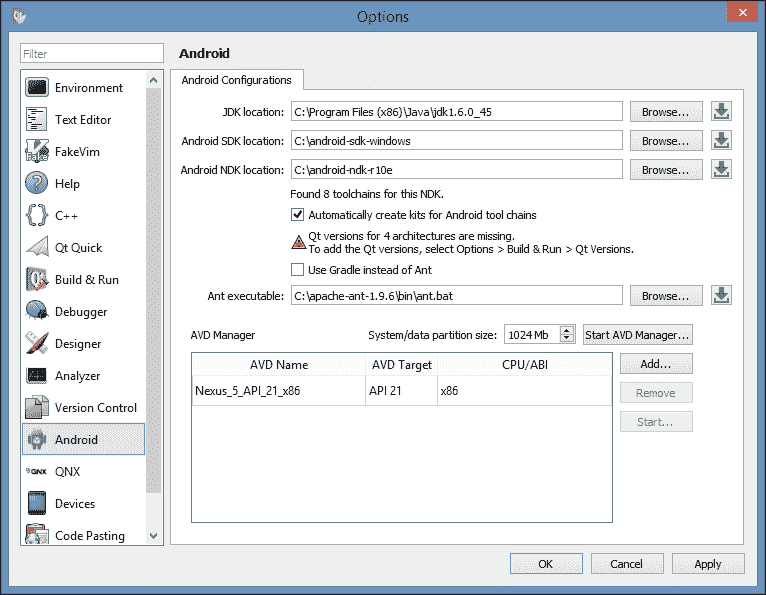 Options
Filter
Environment
Text Editor
FakeVim
Help
C++
Qt Quick
Build & Run
Debugger
Designer
Analyzer
Version Control
Android
QNX
Devices
Code Pasting
Android
Android Configurations
JDK location: C:\Program Files (x86)\Java\jdk1.6.0_45 Browse...
Android SDK location: C:\android-sdk-windows Browse...
Android NDK location: C:\android-ndk-r10e Browse...
Found 8 toolchains for this NDK.
Automatically create kits for Android tool chains
Qt versions for 4 architectures are missing.
To add the Qt versions, select Options > Build & Run > Qt Versions.
Use Gradle instead of Ant
Ant executable: C:\apache-ant-1.9.6\bin\ant.bat Browse...
AVD Manager System/data partition size: 1024 Mb Start AVD Manager...
AVD Name AVD Target CPU/ABI Add...
Nexus_5_API_21_x86 API 21 x86 Remove
Start...
OK Cancel Apply